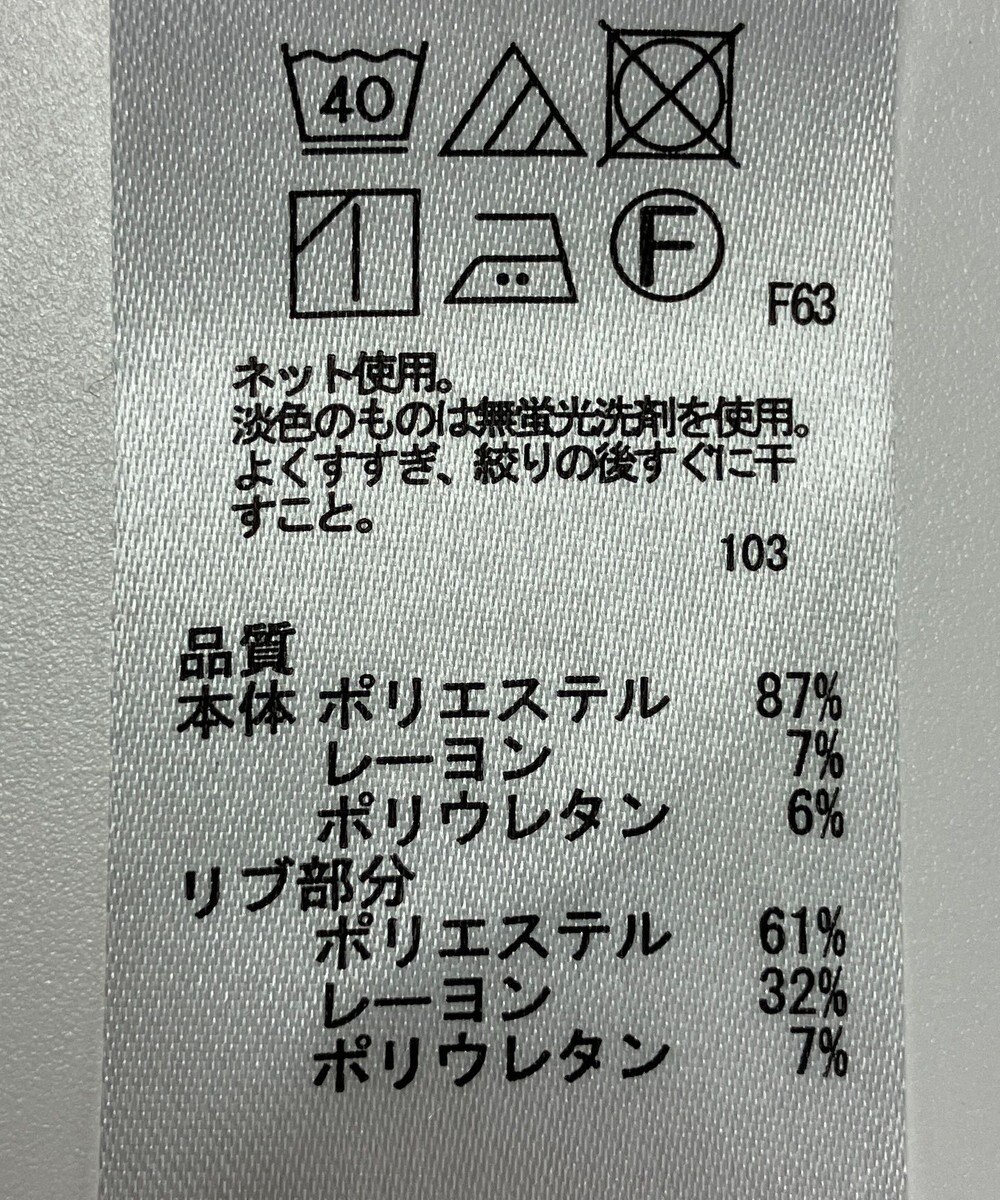 40
F
F63
ネット使用。
淡色のものは無蛍光洗剤を使用。
よくすすぎ、絞りの後すぐに干
すこと。
103
品質
本体 ポリエステル 87%
レーヨン 7%
ポリウレタン 6%
リブ部分
ポリエステル 61%
レーヨン 32%
ポリウレタン 7%